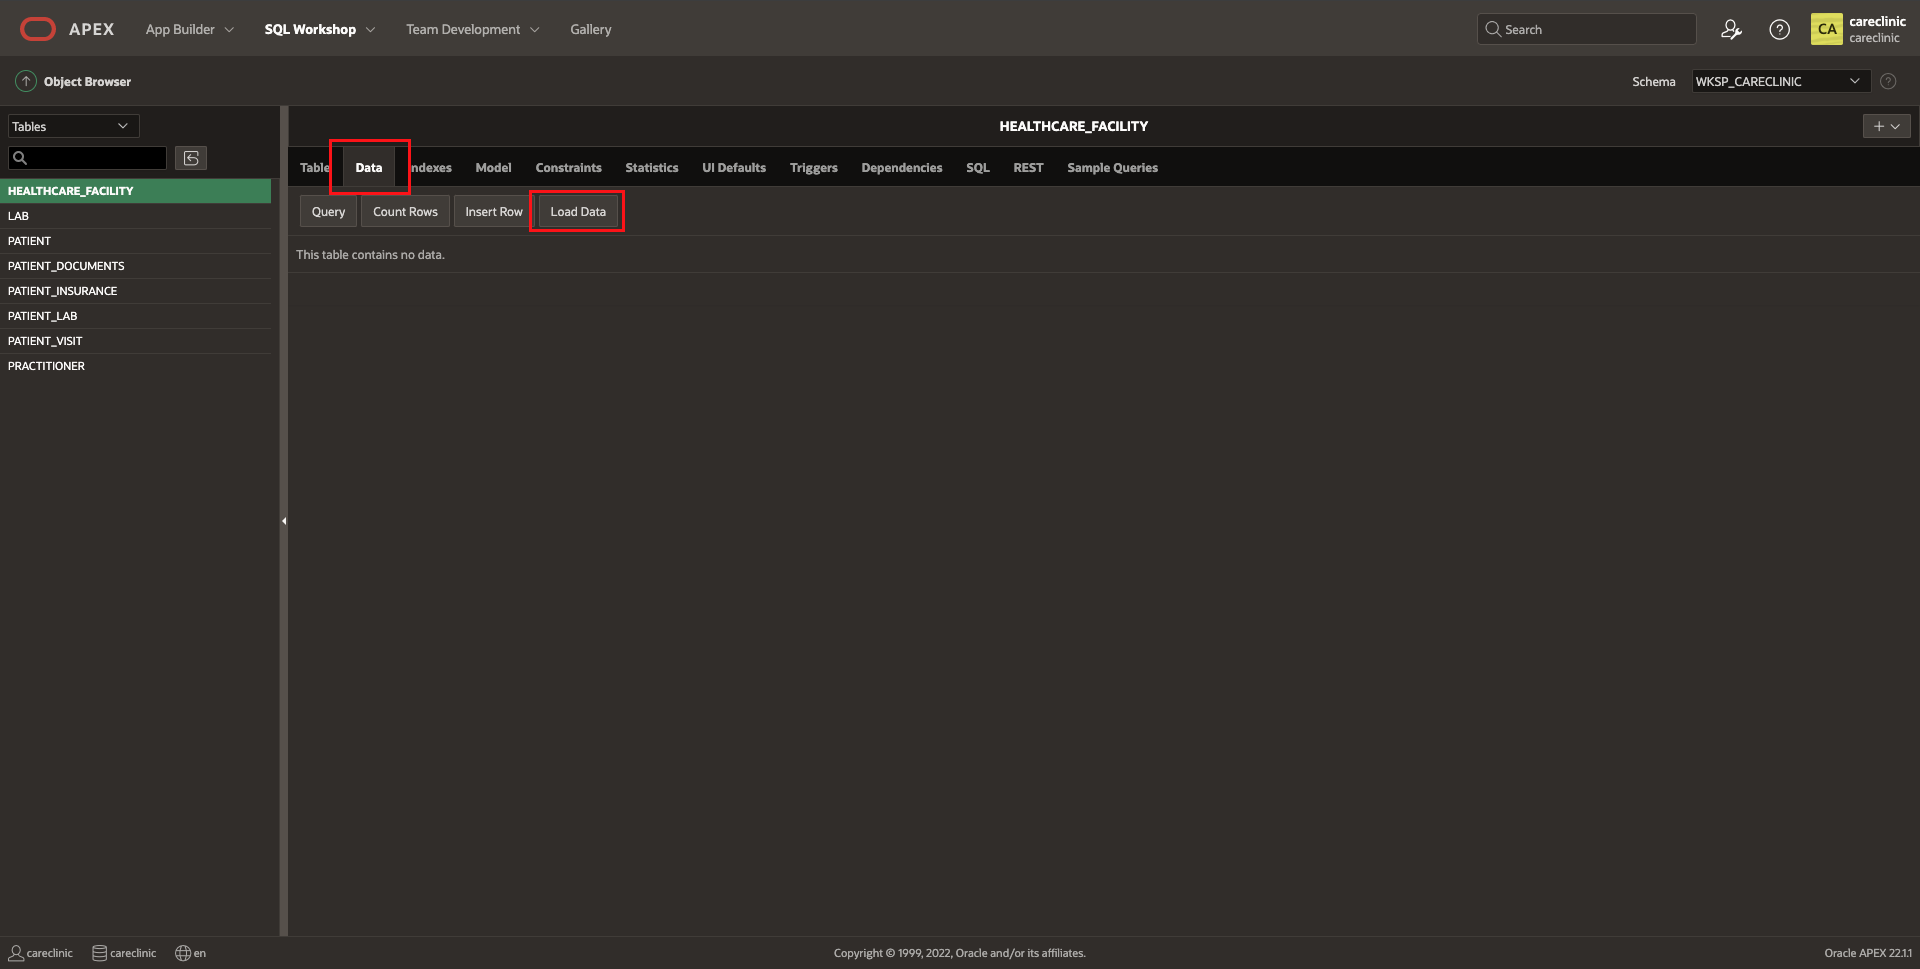 APEX App Builder SQL Workshop Team Development Gallery Search CA careclinic
careclinic
Object Browser Schema WKSP_CARECLINIC
Tables
HEALTHCARE_FACILITY
Table Data ndexes Model Constraints Statistics UI Defaults Triggers Dependencies SQL REST Sample Queries
Query Count Rows Insert Row Load Data
This table contains no data.
HEALTHCARE_FACILITY
LAB
PATIENT
PATIENT_DOCUMENTS
PATIENT_INSURANCE
PATIENT_LAB
PATIENT_VISIT
PRACTITIONER
careclinic careclinic en Copyright © 1999, 2022, Oracle and/or its affiliates. Oracle APEX 22.1.1